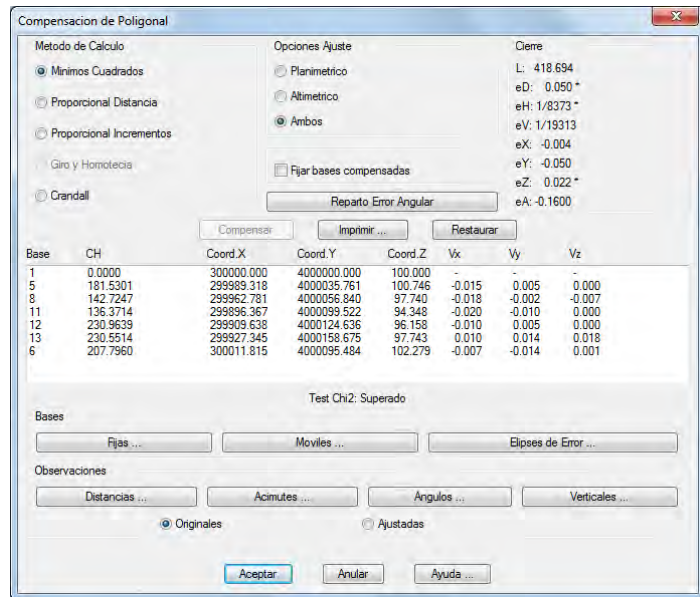 Compensacion de Poligonal
Metodo de Calculo
Minimos Cuadrados
Proporcional Distancia
Proporcional Incrementos
Giro y Homotecia
Crandall
Opciones Ajuste
Planimetrico
Altimetrico
Ambos
Fijar bases compensadas
Reparto Error Angular
Cierre
L: 418.694
eD: 0.050 *
eH: 1/8373 *
eV: 1/19313
eX: -0.004
eY: -0.050
eZ: 0.022 *
eA: -0.1600
Compensar Imprimir ... Restaurar
Base CH Coord.X Coord.Y Coord.Z Vx Vy Vz
1 0.0000 300000.000 4000000.000 100.000 - - -
5 181.5301 299989.318 4000035.761 100.746 -0.015 0.005 0.000
8 142.7247 299962.781 4000056.840 97.740 -0.018 -0.002 -0.007
11 136.3714 299896.367 4000099.522 94.348 -0.020 -0.010 0.000
12 230.9639 299909.638 4000124.636 96.158 -0.010 0.005 0.000
13 230.5514 299927.345 4000158.675 97.743 0.010 0.014 0.018
6 207.7960 300011.815 4000095.484 102.279 -0.007 -0.014 0.001
Test Chi2: Superado
Bases
Fijas ... Moviles ... Elipses de Error ...
Observaciones
Distancias ... Acimutes ... Angulos ... Verticales ...
Originales Ajustadas
Aceptar Anular Ayuda ...